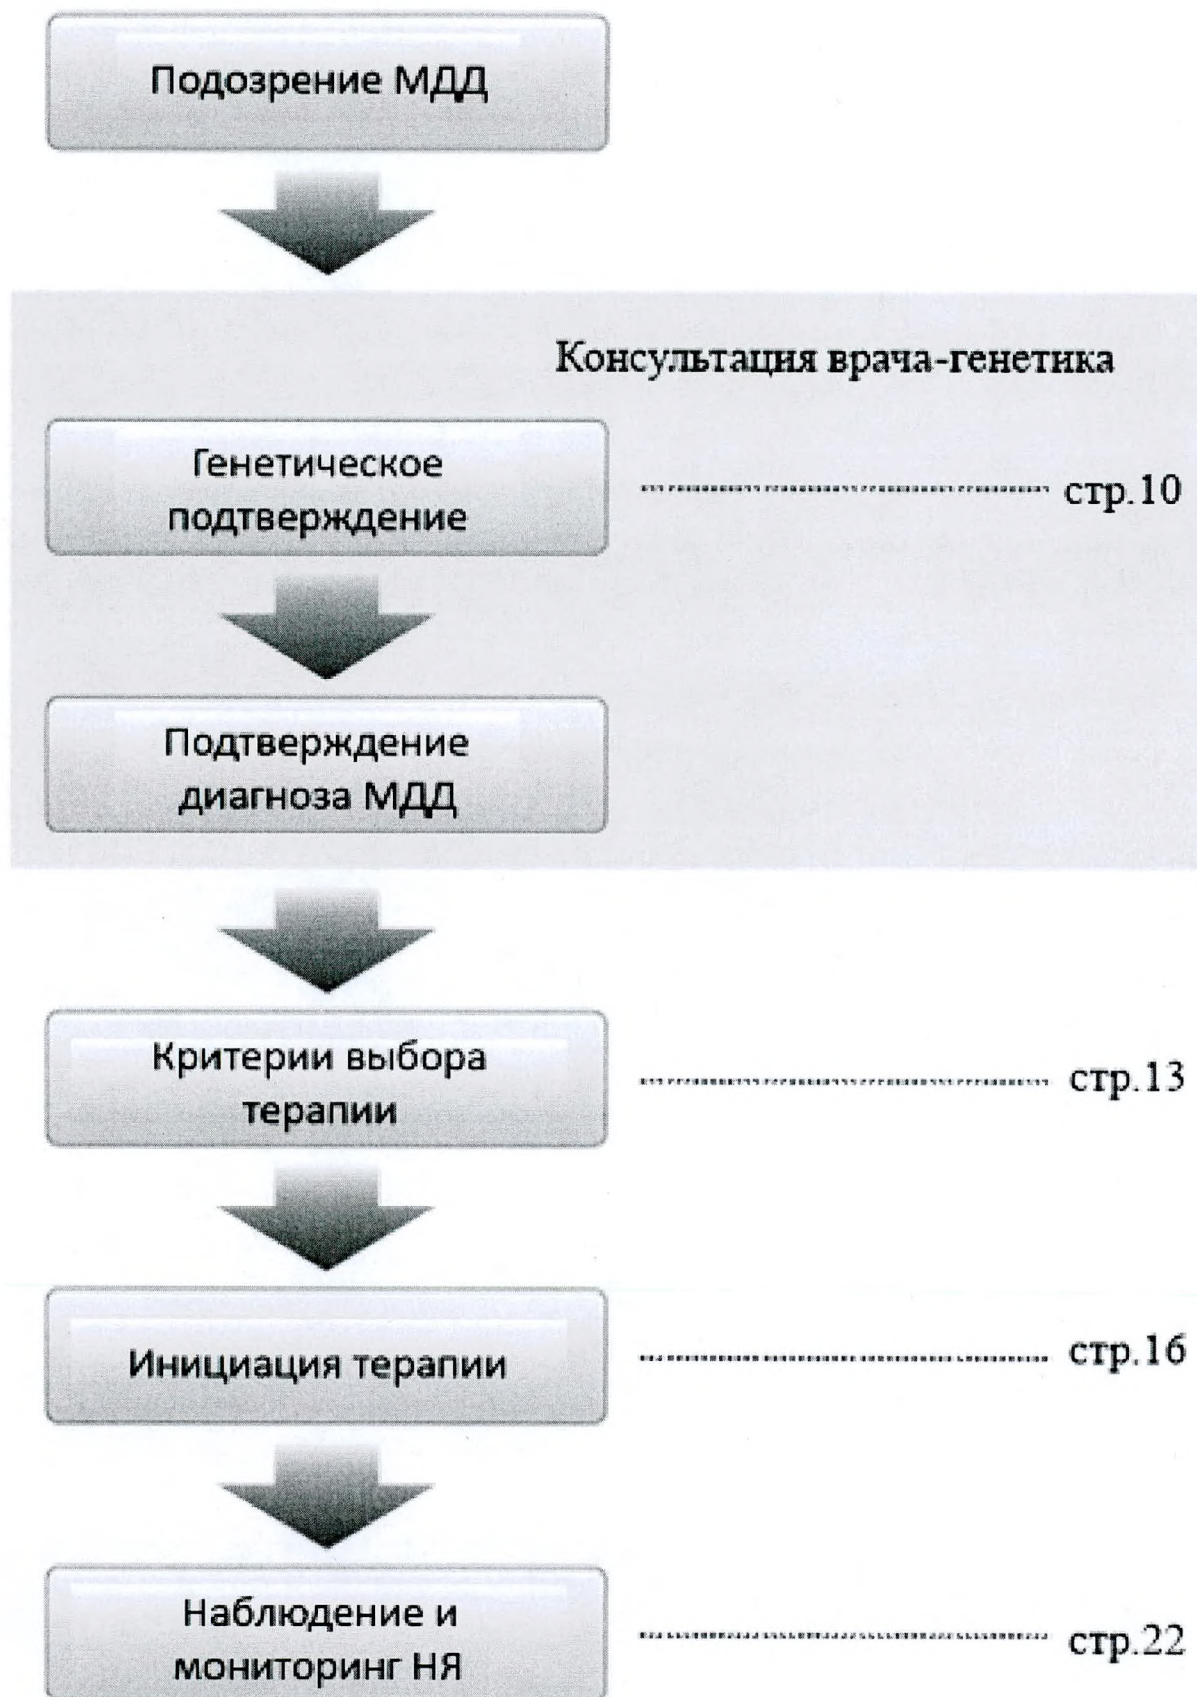 Подозрение МДД
Консультация врача-генетика
Генетическое
подтверждение
стр.10
Подтверждение
диагноза МДД
Критерии выбора
терапии
стр.13
Инициация терапии
стр.16
Наблюдение и
мониторинг НЯ
стр.22